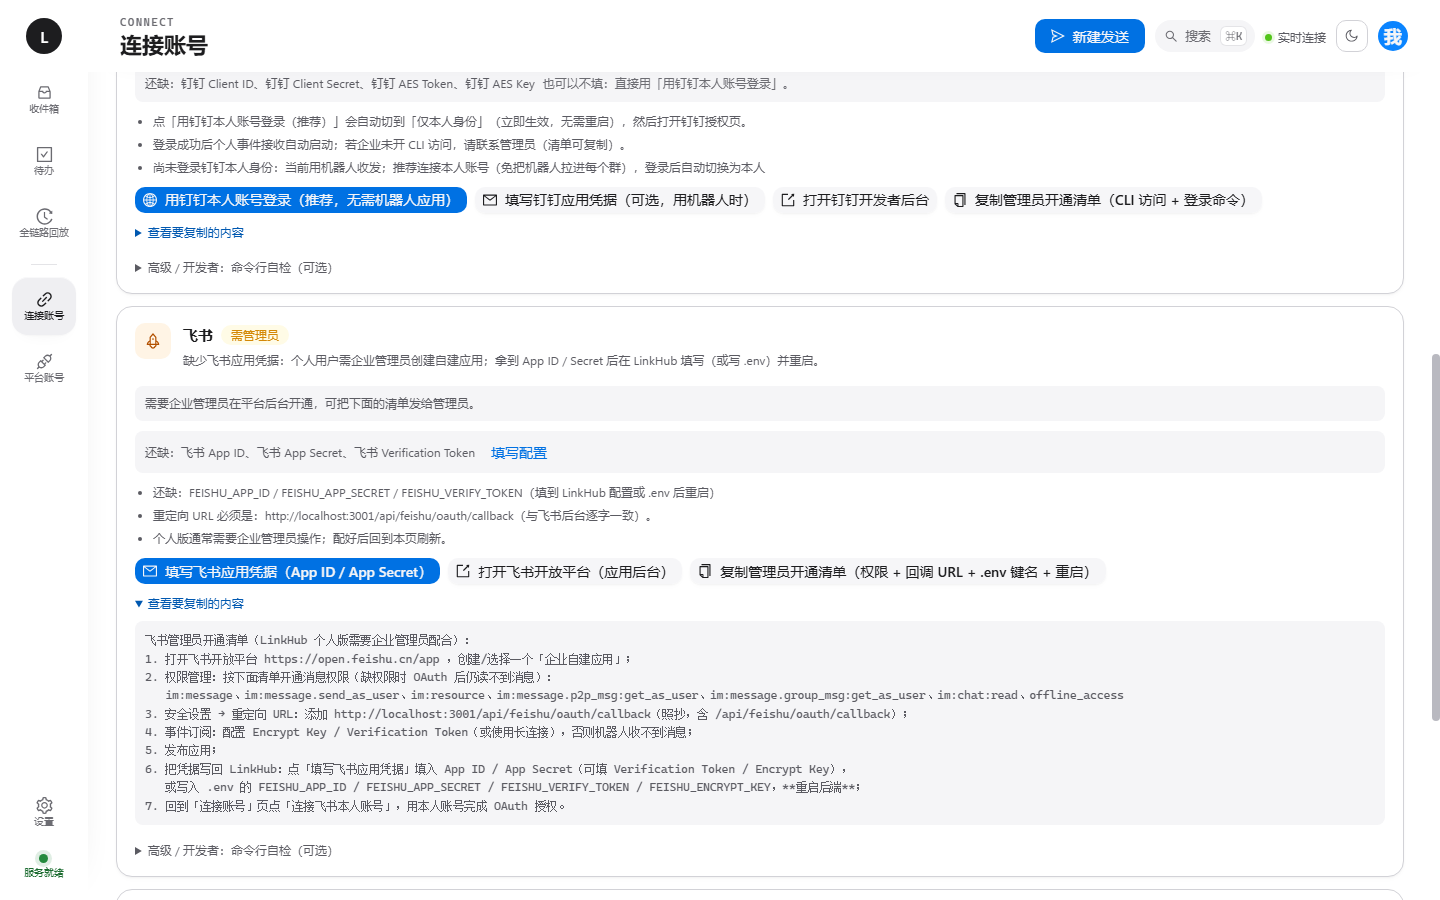 L
CONNECT
连接账号
新建发送
搜索 ⌘K
实时连接
我
收件箱
待办
全链路回放
连接账号
平台账号
设置
服务就绪
还缺：钉钉 Client ID、钉钉 Client Secret、钉钉 AES Token、钉钉 AES Key 也可以不填：直接用「用钉钉本人账号登录」。
• 点「用钉钉本人账号登录（推荐）」会自动切到「仅本人身份」（立即生效，无需重启），然后打开钉钉授权页。
• 登录成功后个人事件接收自动启动；若企业未开 CLI 访问，请联系管理员（清单可复制）。
• 尚未登录钉钉本人身份：当前用机器人收发；推荐连接本人账号（免把机器人拉进每个群），登录后自动切换为本人
用钉钉本人账号登录（推荐，无需机器人应用）
填写钉钉应用凭据（可选，用机器人时）
打开钉钉开发者后台
复制管理员开通清单（CLI 访问 + 登录命令）
▶ 查看要复制的内容
▶ 高级 / 开发者：命令行自检（可选）
飞书 需管理员
缺少飞书应用凭据：个人用户需企业管理员创建自建应用；拿到 App ID / Secret 后在 LinkHub 填写（或写 .env）并重启。
需要企业管理员在平台后台开通，可把下面的清单发给管理员。
还缺：飞书 App ID、飞书 App Secret、飞书 Verification Token 填写配置
• 还缺：FEISHU_APP_ID / FEISHU_APP_SECRET / FEISHU_VERIFY_TOKEN（填到 LinkHub 配置或 .env 后重启）
• 重定向 URL 必须是：http://localhost:3001/api/feishu/oauth/callback（与飞书后台逐字一致）。
• 个人版通常需要企业管理员操作；配好后回到本页刷新。
填写飞书应用凭据（App ID / App Secret）
打开飞书开放平台（应用后台）
复制管理员开通清单（权限 + 回调 URL + .env 键名 + 重启）
▼ 查看要复制的内容
飞书管理员开通清单（LinkHub 个人版需要企业管理员配合）：
1. 打开飞书开放平台 https://open.feishu.cn/app ，创建/选择一个「企业自建应用」；
2. 权限管理：按下面清单开通消息权限（缺权限时 OAuth 后仍读不到消息）：
im:message、im:message.send_as_user、im:resource、im:message.p2p_msg:get_as_user、im:message.group_msg:get_as_user、im:chat:read、offline_access
3. 安全设置 → 重定向 URL：添加 http://localhost:3001/api/feishu/oauth/callback（照抄，含 /api/feishu/oauth/callback）；
4. 事件订阅：配置 Encrypt Key / Verification Token（或使用长连接），否则机器人收不到消息；
5. 发布应用；
6. 把凭据写回 LinkHub：点「填写飞书应用凭据」填入 App ID / App Secret（可填 Verification Token / Encrypt Key），
或写入 .env 的 FEISHU_APP_ID / FEISHU_APP_SECRET / FEISHU_VERIFY_TOKEN / FEISHU_ENCRYPT_KEY，**重启后端**；
7. 回到「连接账号」页点「连接飞书本人账号」，用本人账号完成 OAuth 授权。
▶ 高级 / 开发者：命令行自检（可选）